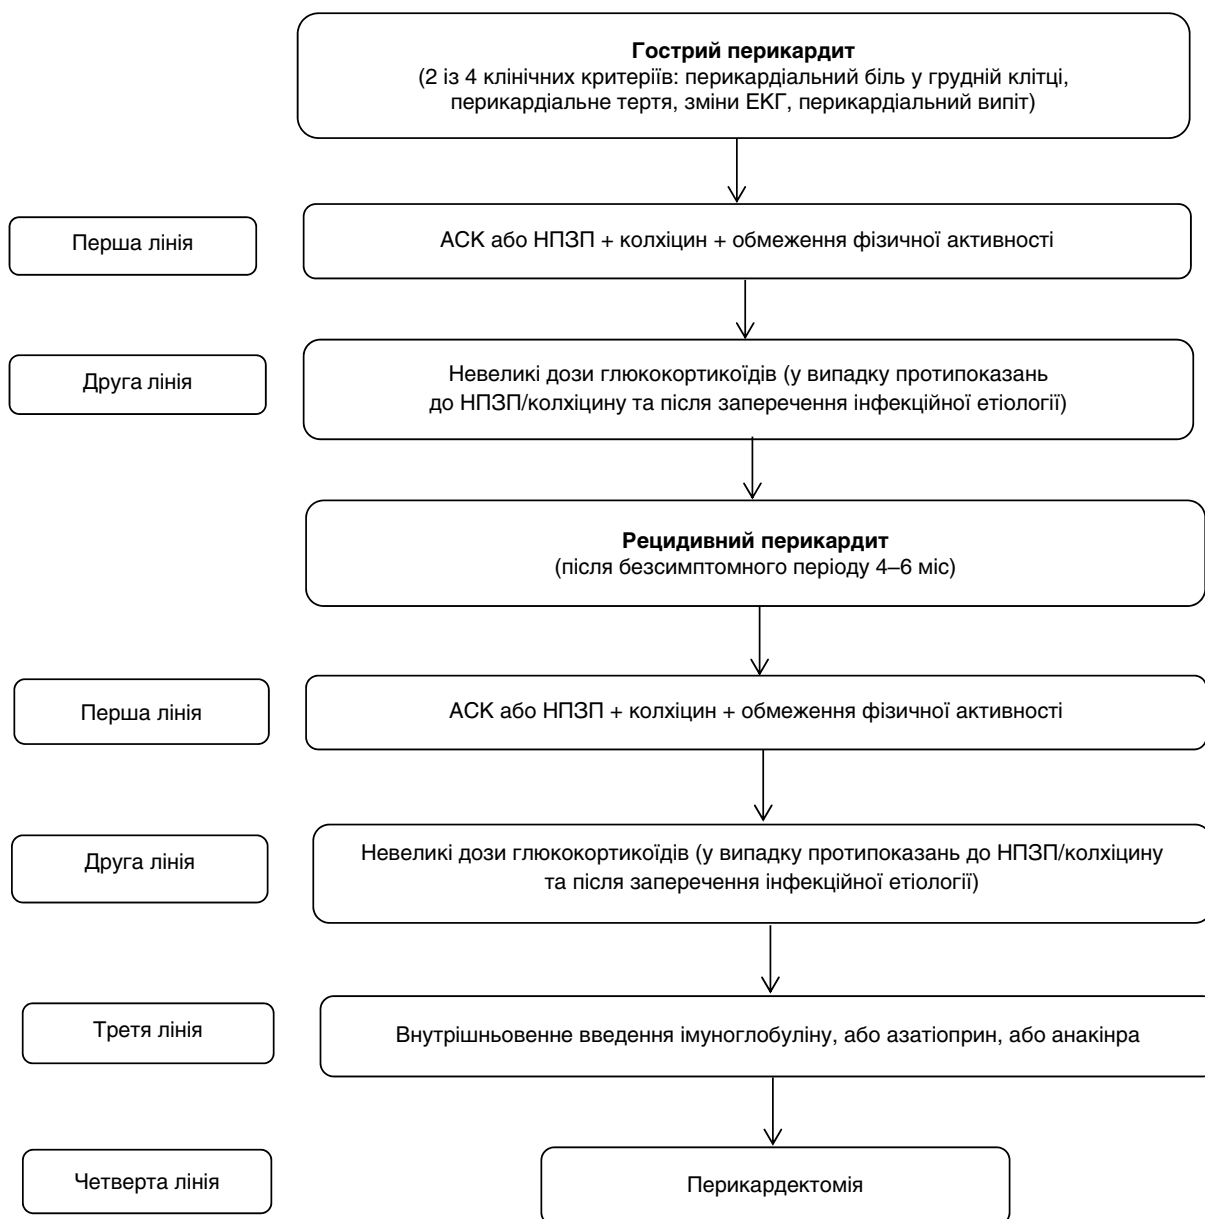 Гострий перикардит
(2 із 4 клінічних критеріїв: перикардіальний біль у грудній клітці,
перикардіальне тертя, зміни ЕКГ, перикардіальний випіт)
Перша лінія
АСК або НПЗП + колхіцин + обмеження фізичної активності
Друга лінія
Невеликі дози глюкокортикоїдів (у випадку протипоказань
до НПЗП/колхіцину та після заперечення інфекційної етіології)
Рецидивний перикардит
(після безсимптомного періоду 4–6 міс)
Перша лінія
АСК або НПЗП + колхіцин + обмеження фізичної активності
Друга лінія
Невеликі дози глюкокортикоїдів (у випадку протипоказань до НПЗП/колхіцину
та після заперечення інфекційної етіології)
Третя лінія
Внутрішньовенне введення імуноглобуліну, або азатіоприн, або анакінра
Четверта лінія
Перикардектомія